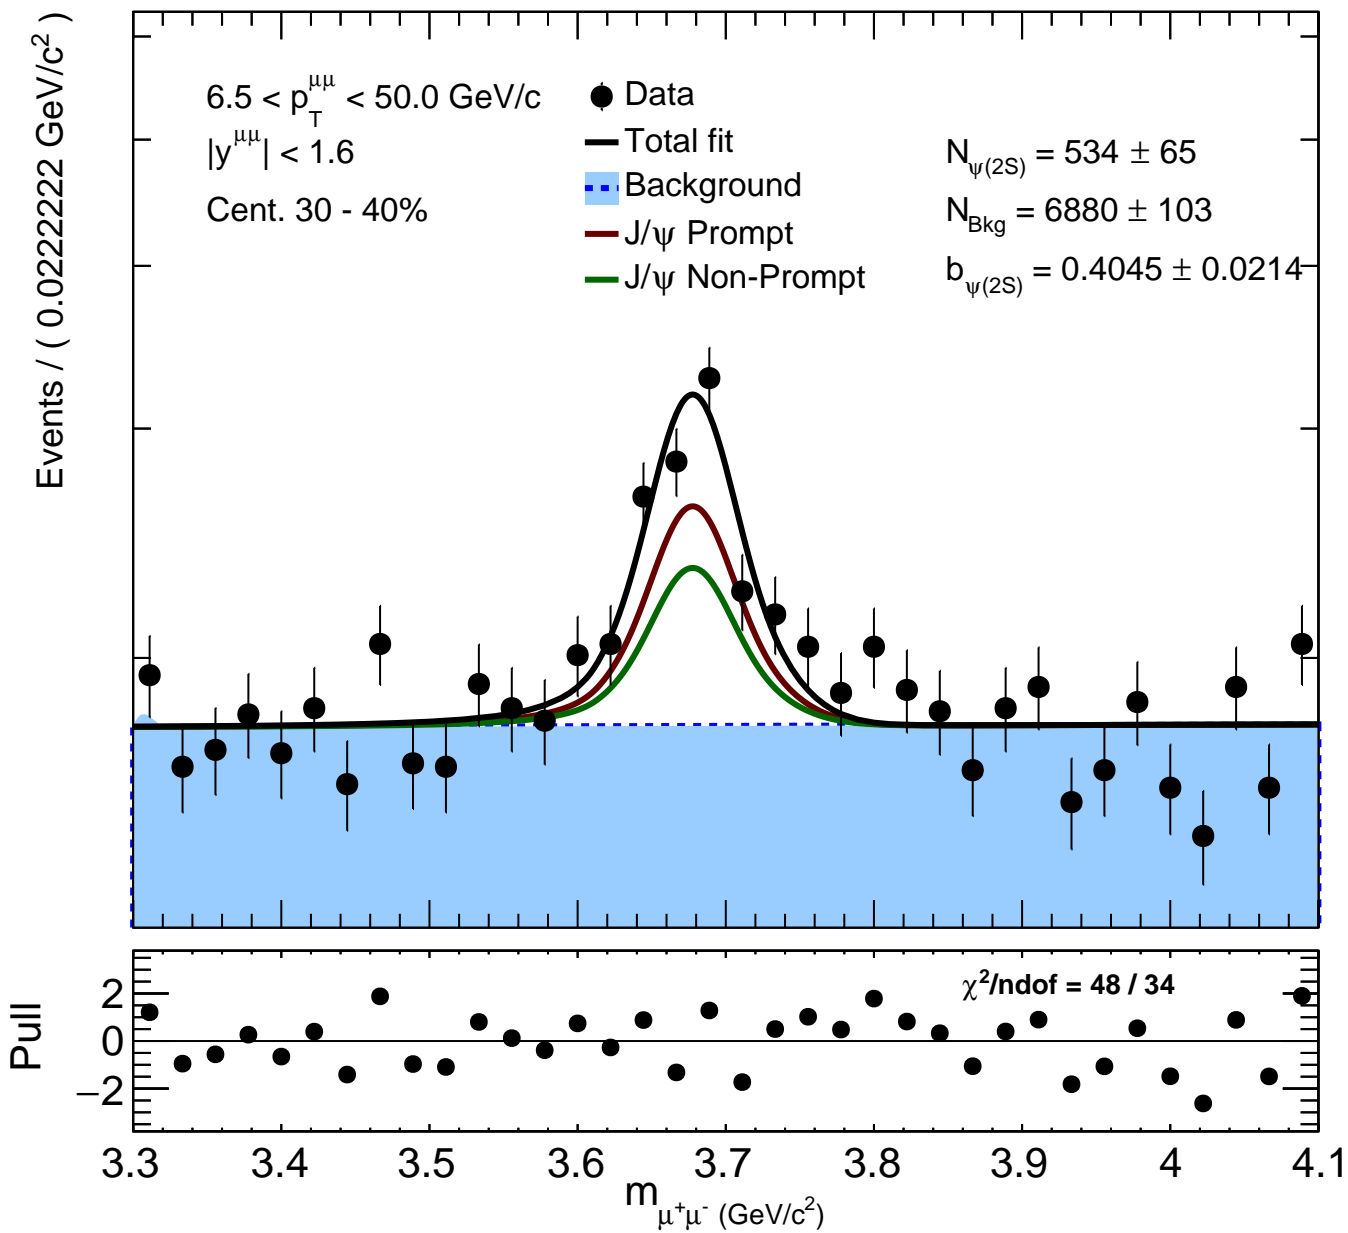 Events / ( 0.0222222 GeV/c² )
6.5 < p_T^μμ < 50.0 GeV/c
|y^μμ| < 1.6
Cent. 30 - 40%
Data
Total fit
Background
J/ψ Prompt
J/ψ Non-Prompt
N_ψ(2S) = 534 ± 65
N_Bkg = 6880 ± 103
b_ψ(2S) = 0.4045 ± 0.0214
Pull
2
0
−2
χ²/ndof = 48 / 34
3.3 3.4 3.5 3.6 3.7 3.8 3.9 4 4.1
m_μ⁺μ⁻ (GeV/c²)